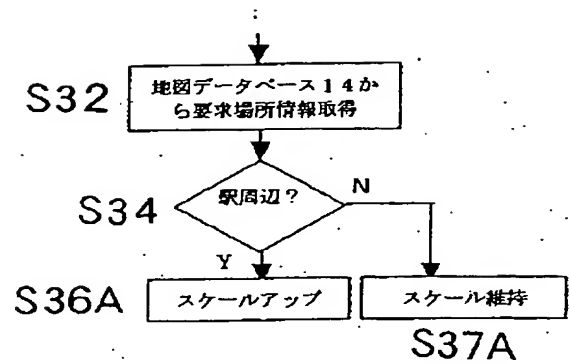 S32
地図データベース14か
ら要求場所情報取得
S34
駅周辺?
N
Y
S36A
スケールアップ
スケール維持
S37A